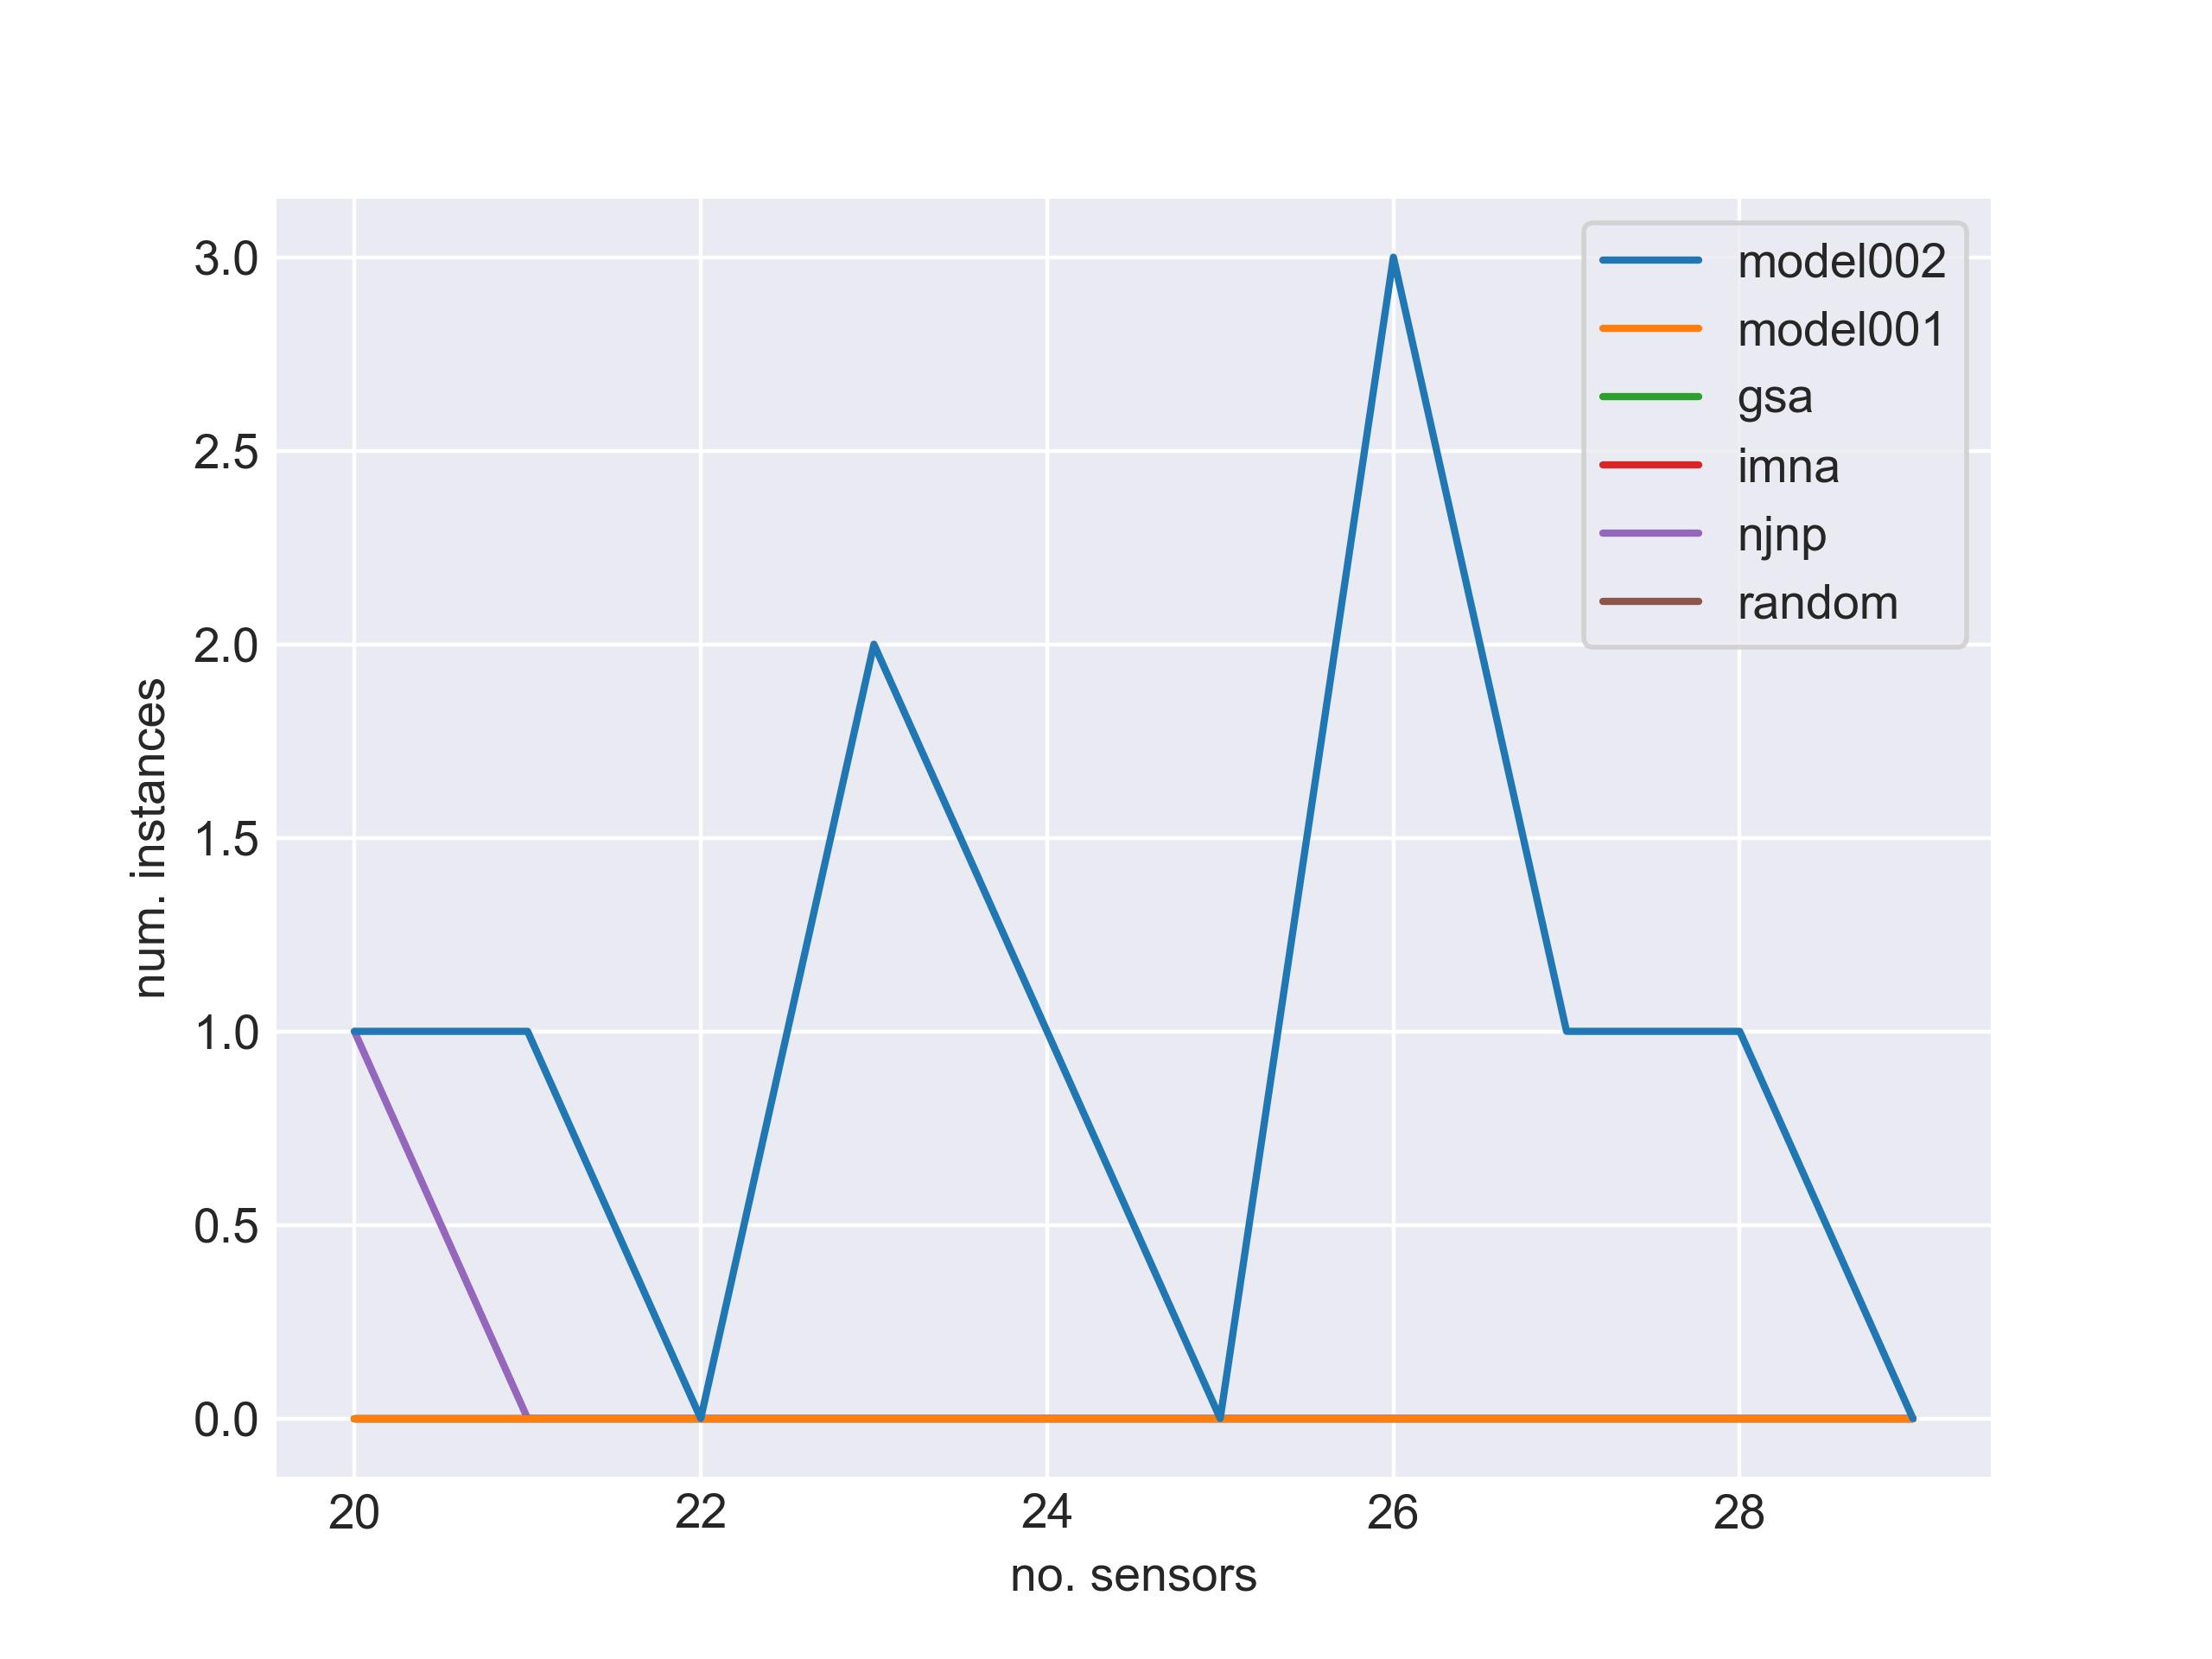 3.0
2.5
2.0
1.5
1.0
0.5
0.0
num. instances
20 22 24 26 28
no. sensors
model002
model001
gsa
imna
njnp
random